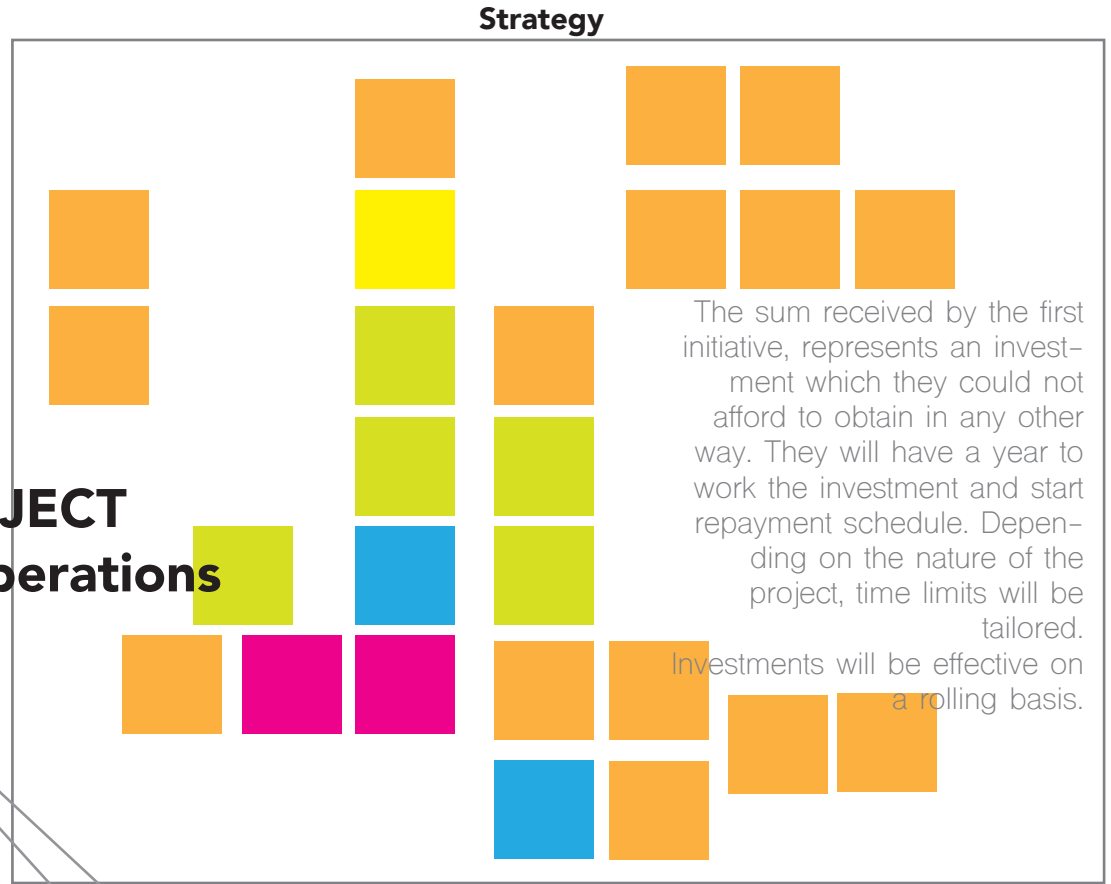 Strategy
The sum received by the first
initiative, represents an invest-
ment which they could not
afford to obtain in any other
way. They will have a year to
work the investment and start
repayment schedule. Depen-
ding on the nature of the
project, time limits will be
tailored.
Investments will be effective on
a rolling basis.
JECT
perations